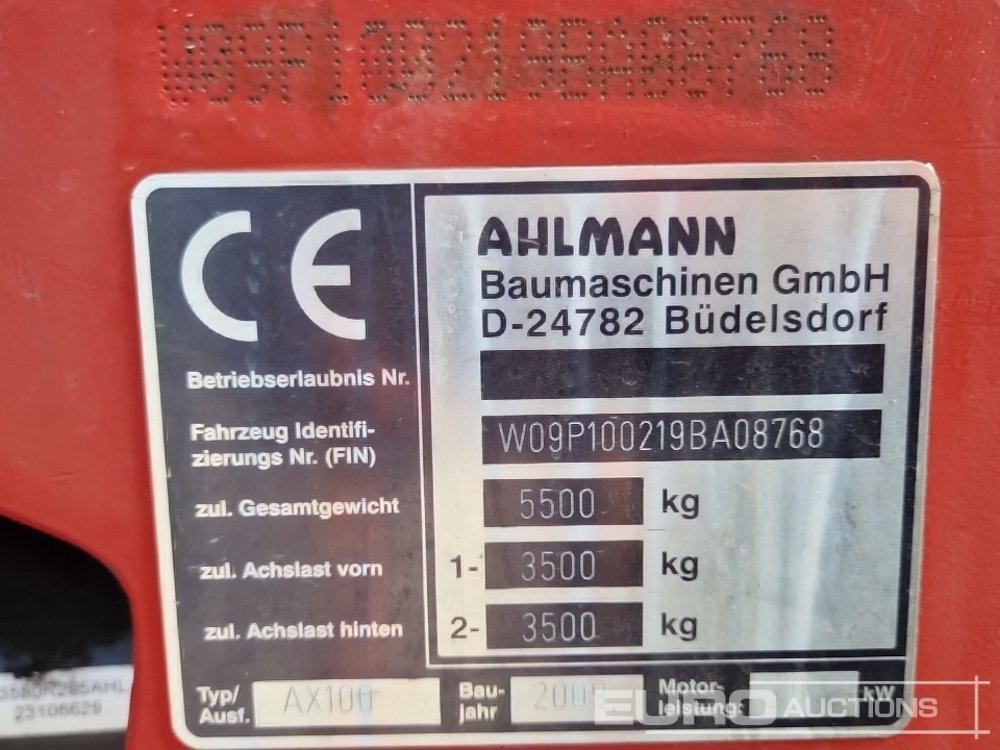 W09P100219BA08768
CE
AHLMANN
Baumaschinen GmbH
D-24782 Büdelsdorf
Betriebserlaubnis Nr.
Fahrzeug Identifi-
zierungs Nr. (FIN)
W09P100219BA08768
zul. Gesamtgewicht 5500 kg
zul. Achslast vorn 1- 3500 kg
zul. Achslast hinten 2- 3500 kg
Typ/
Ausf. AX100
Bau-
jahr
Motor-
leistung: kW
23106629
EURO AUCTIONS